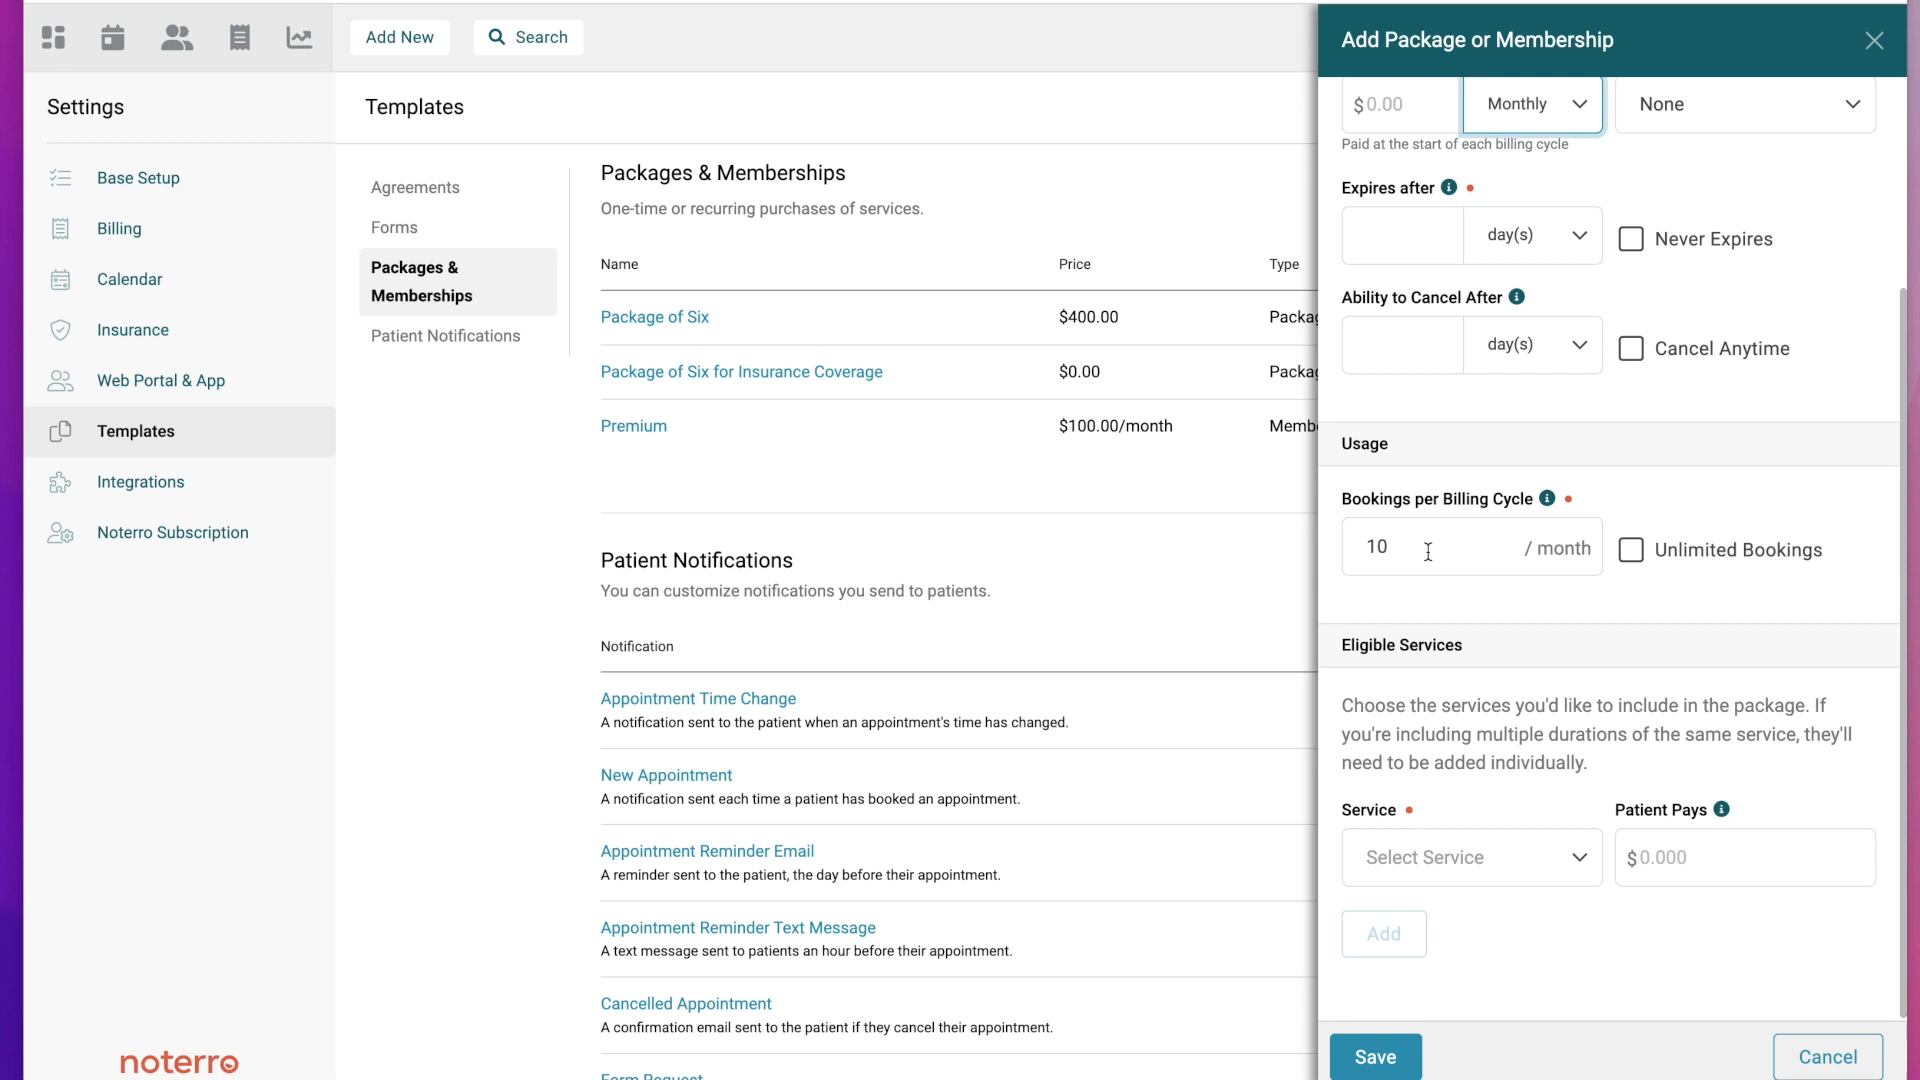 Add New
Search
Add Package or Membership
Settings
Base Setup
Billing
Calendar
Insurance
Web Portal & App
Templates
Integrations
Noterro Subscription
noterro
Templates
Agreements
Forms
Packages &
Memberships
Patient Notifications
Packages & Memberships
One-time or recurring purchases of services.
Name Price Type
Package of Six $400.00 Packag
Package of Six for Insurance Coverage $0.00 Packag
Premium $100.00/month Membe
Patient Notifications
You can customize notifications you send to patients.
Notification
Appointment Time Change
A notification sent to the patient when an appointment's time has changed.
New Appointment
A notification sent each time a patient has booked an appointment.
Appointment Reminder Email
A reminder sent to the patient, the day before their appointment.
Appointment Reminder Text Message
A text message sent to patients an hour before their appointment.
Cancelled Appointment
A confirmation email sent to the patient if they cancel their appointment.
Form Request
$0.00 Monthly None
Paid at the start of each billing cycle
Expires after
day(s) Never Expires
Ability to Cancel After
day(s) Cancel Anytime
Usage
Bookings per Billing Cycle
10 / month Unlimited Bookings
Eligible Services
Choose the services you'd like to include in the package. If
you're including multiple durations of the same service, they'll
need to be added individually.
Service Patient Pays
Select Service $0.000
Add
Save Cancel